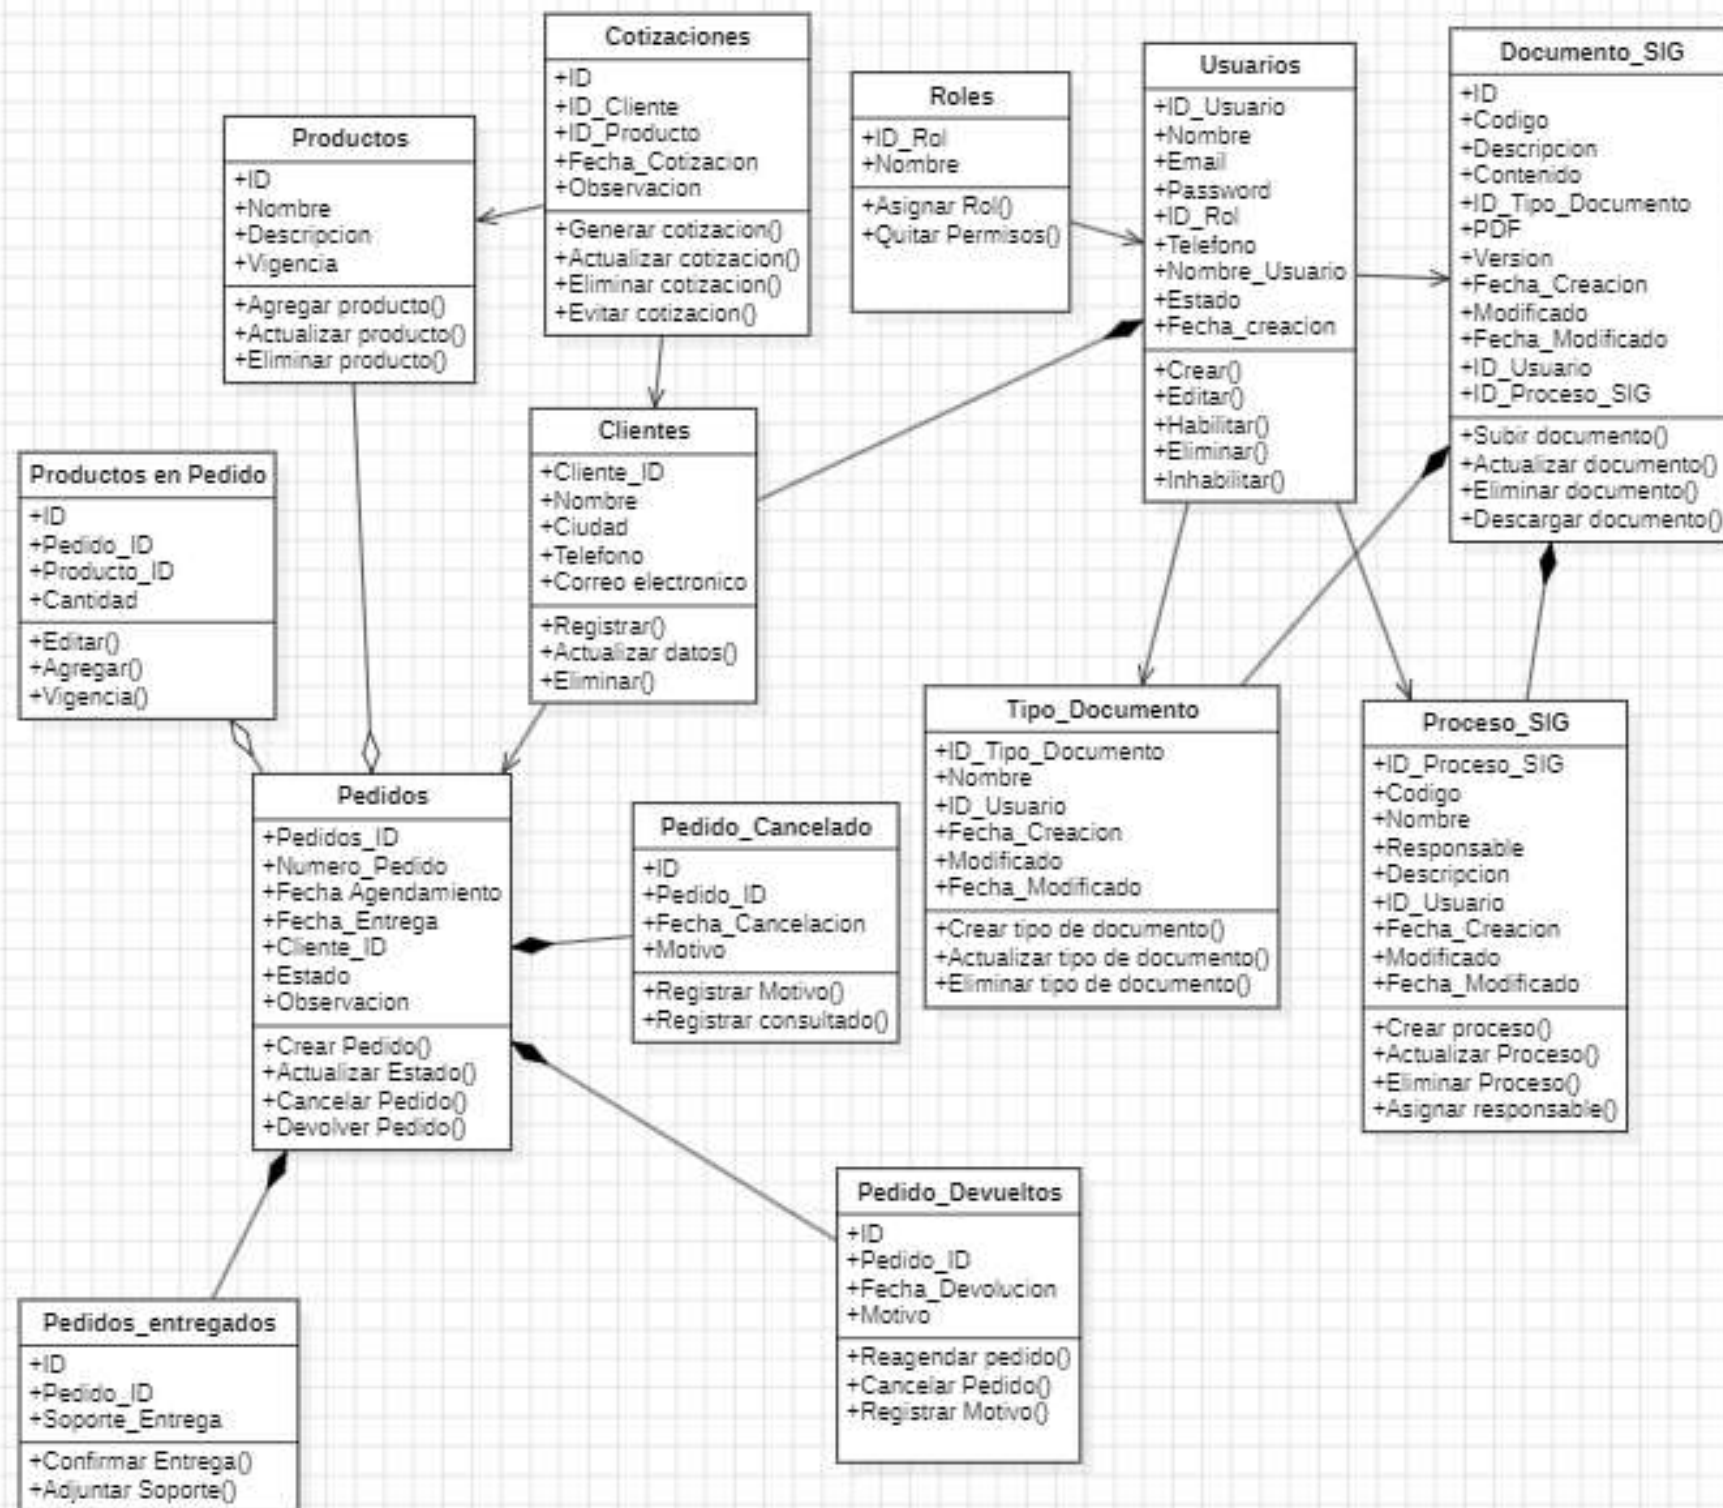 Cotizaciones
+ID
+ID_Cliente
+ID_Producto
+Fecha_Cotizacion
+Observacion
+Generar cotizacion()
+Actualizar cotizacion()
+Eliminar cotizacion()
+Evitar cotizacion()
Roles
+ID_Rol
+Nombre
+Asignar Rol()
+Quitar Permisos()
Usuarios
+ID_Usuario
+Nombre
+Email
+Password
+ID_Rol
+Telefono
+Nombre_Usuario
+Estado
+Fecha_creacion
+Crear()
+Editar()
+Habilitar()
+Eliminar()
+Inhabilitar()
Documento_SIG
+ID
+Codigo
+Descripcion
+Contenido
+ID_Tipo_Documento
+PDF
+Version
+Fecha_Creacion
+Modificado
+Fecha_Modificado
+ID_Usuario
+ID_Proceso_SIG
+Subir documento()
+Actualizar documento()
+Eliminar documento()
+Descargar documento()
Productos
+ID
+Nombre
+Descripcion
+Vigencia
+Agregar producto()
+Actualizar producto()
+Eliminar producto()
Clientes
+Cliente_ID
+Nombre
+Ciudad
+Telefono
+Correo electronico
+Registrar()
+Actualizar datos()
+Eliminar()
Productos en Pedido
+ID
+Pedido_ID
+Producto_ID
+Cantidad
+Editar()
+Agregar()
+Vigencia()
Pedidos
+Pedidos_ID
+Numero_Pedido
+Fecha Agendamiento
+Fecha_Entrega
+Cliente_ID
+Estado
+Observacion
+Crear Pedido()
+Actualizar Estado()
+Cancelar Pedido()
+Devolver Pedido()
Pedido_Cancelado
+ID
+Pedido_ID
+Fecha_Cancelacion
+Motivo
+Registrar Motivo()
+Registrar consultado()
Tipo_Documento
+ID_Tipo_Documento
+Nombre
+ID_Usuario
+Fecha_Creacion
+Modificado
+Fecha_Modificado
+Crear tipo de documento()
+Actualizar tipo de documento()
+Eliminar tipo de documento()
Proceso_SIG
+ID_Proceso_SIG
+Codigo
+Nombre
+Responsable
+Descripcion
+ID_Usuario
+Fecha_Creacion
+Modificado
+Fecha_Modificado
+Crear proceso()
+Actualizar Proceso()
+Eliminar Proceso()
+Asignar responsable()
Pedido_Devueltos
+ID
+Pedido_ID
+Fecha_Devolucion
+Motivo
+Reagendar pedido()
+Cancelar Pedido()
+Registrar Motivo()
Pedidos_entregados
+ID
+Pedido_ID
+Soporte_Entrega
+Confirmar Entrega()
+Adjuntar Soporte()